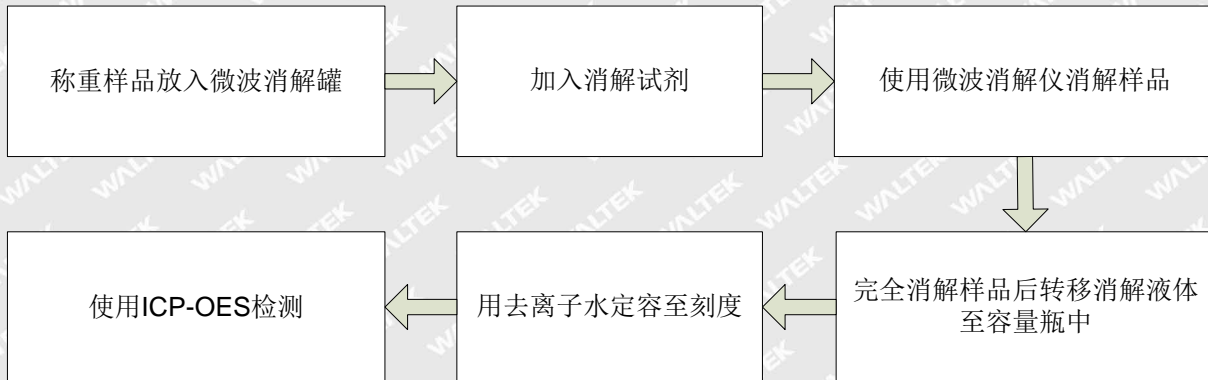 称重样品放入微波消解罐
加入消解试剂
使用微波消解仪消解样品
完全消解样品后转移消解液体
至容量瓶中
用去离子水定容至刻度
使用ICP-OES检测
WALTEK